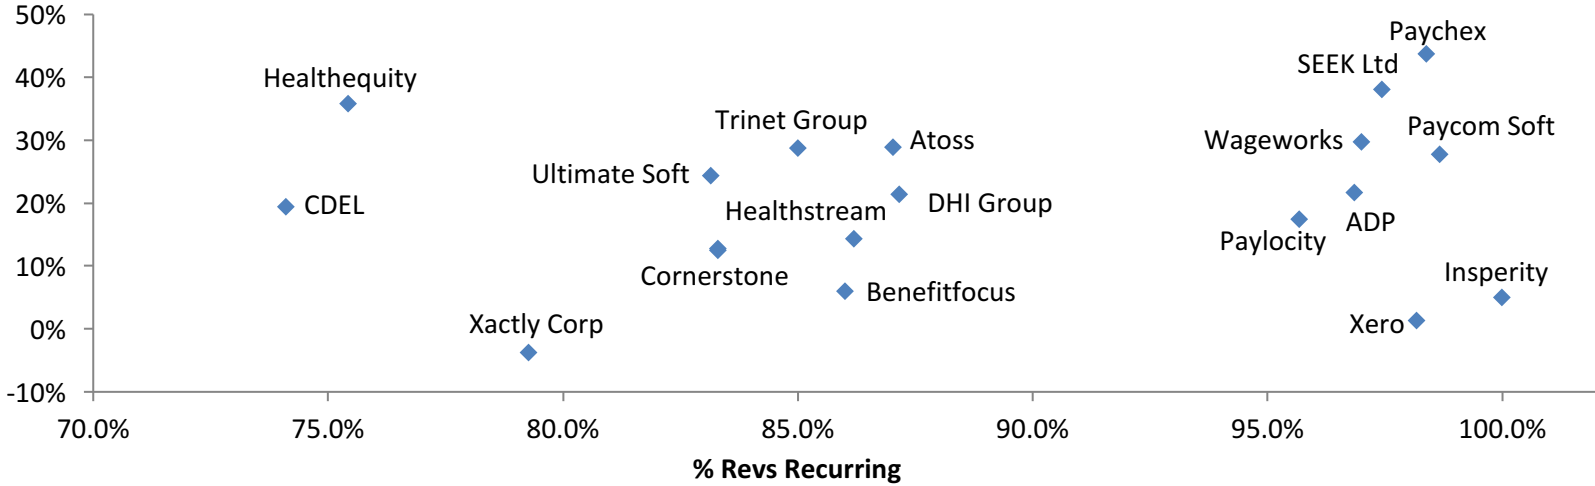 50%
Paychex
SEEK Ltd
40%
Healthequity
Trinet Group
Paycom Soft
30%
Wageworks
Atoss
Ultimate Soft
20%
CDEL
DHI Group
Healthstream
ADP
Paylocity
10%
Cornerstone
Insperity
Benefitfocus
0%
Xactly Corp
Xero
-10%
70.0% 75.0% 80.0% 85.0% 90.0% 95.0% 100.0%
% Revs Recurring